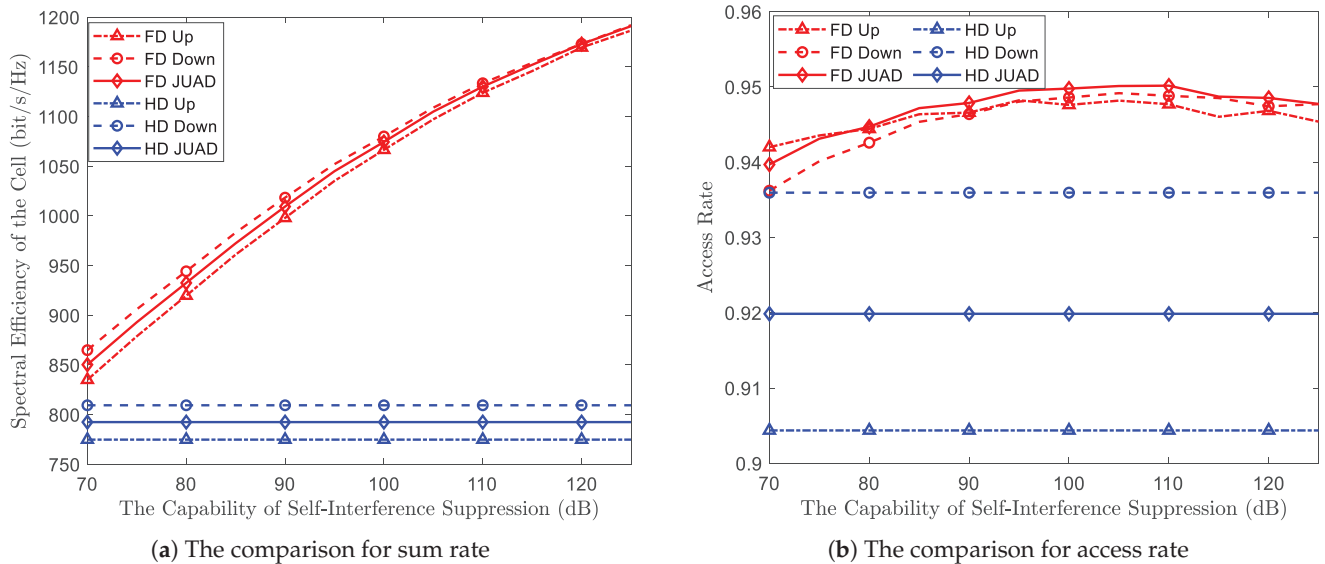 1200
1150
1100
1050
1000
950
900
850
800
750
Spectral Efficiency of the Cell (bit/s/Hz)
FD Up
FD Down
FD JUAD
HD Up
HD Down
HD JUAD
70 80 90 100 110 120
The Capability of Self-Interference Suppression (dB)
(a) The comparison for sum rate
0.96
0.95
0.94
0.93
0.92
0.91
0.9
Access Rate
FD Up HD Up
FD Down HD Down
FD JUAD HD JUAD
70 80 90 100 110 120
The Capability of Self-Interference Suppression (dB)
(b) The comparison for access rate